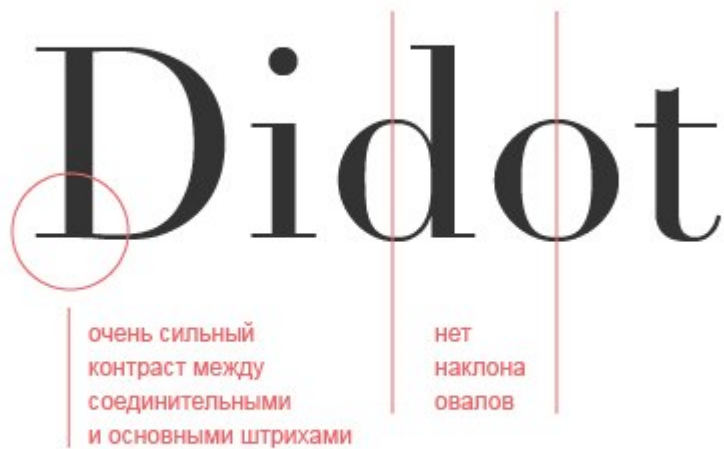 Didot
очень сильный
контраст между
соединительными
и основными штрихами
нет
наклона
овалов